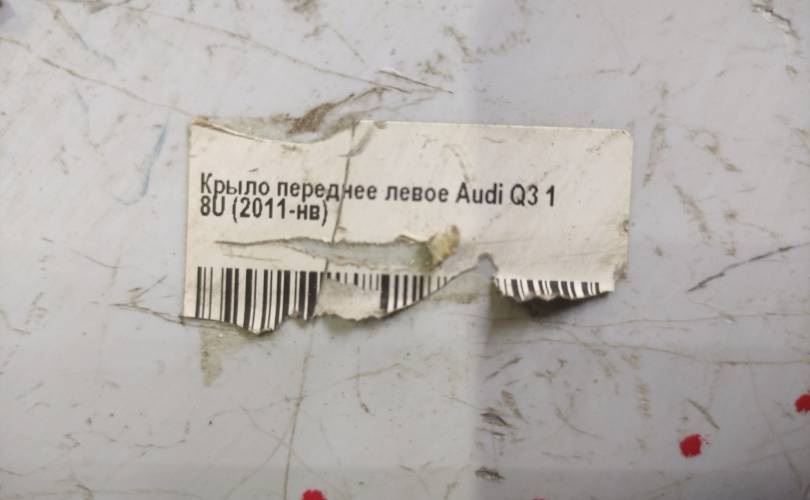 Крыло переднее левое Audi Q3 1
8U (2011-нв)